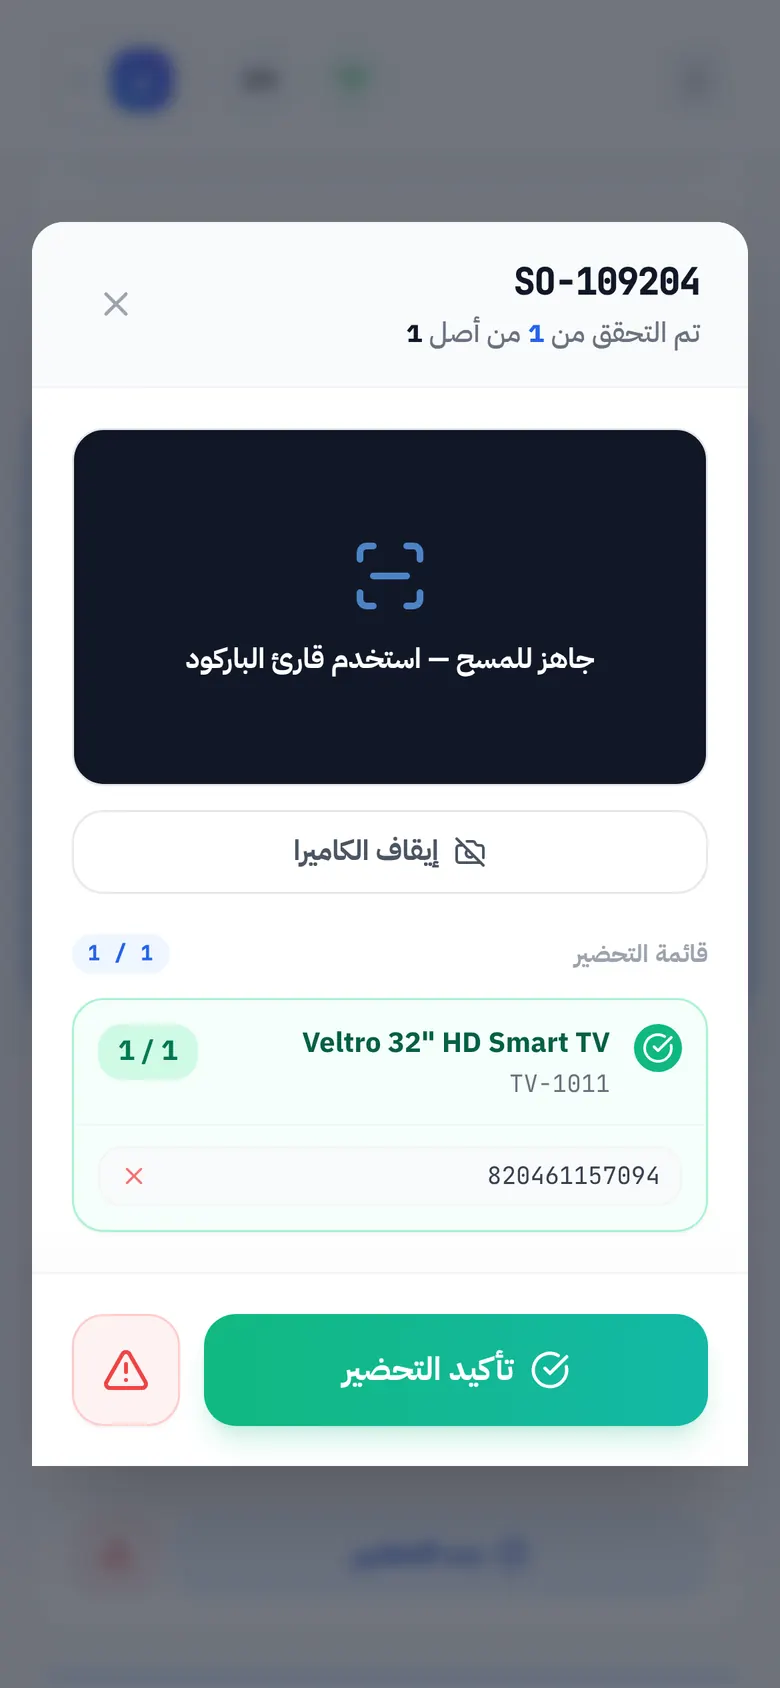 SO-109204
تم التحقق من 1 من أصل 1
جاهز للمسح — استخدم قارئ الباركود
إيقاف الكاميرا
قائمة التحضير
1 / 1
Veltro 32" HD Smart TV
1 / 1
TV-1011
820461157094
تأكيد التحضير